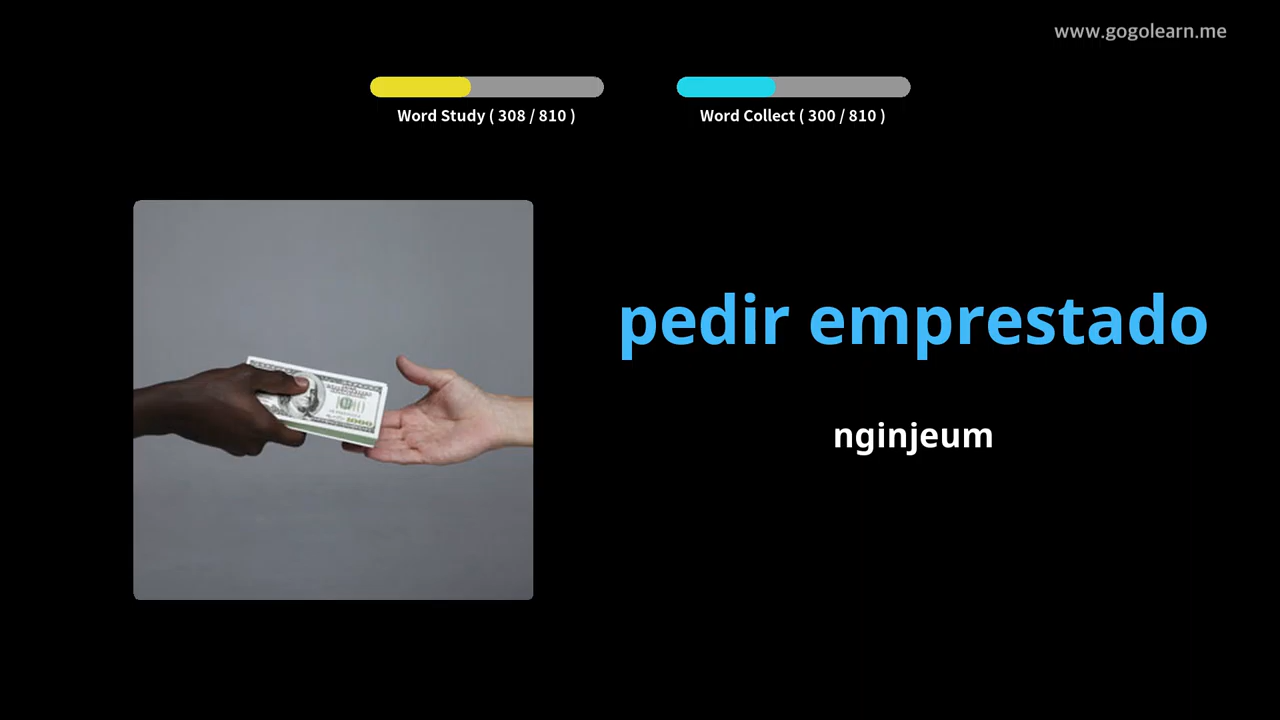 www.gogolearn.me
Word Study ( 308 / 810 )
Word Collect ( 300 / 810 )
pedir emprestado
nginjeum